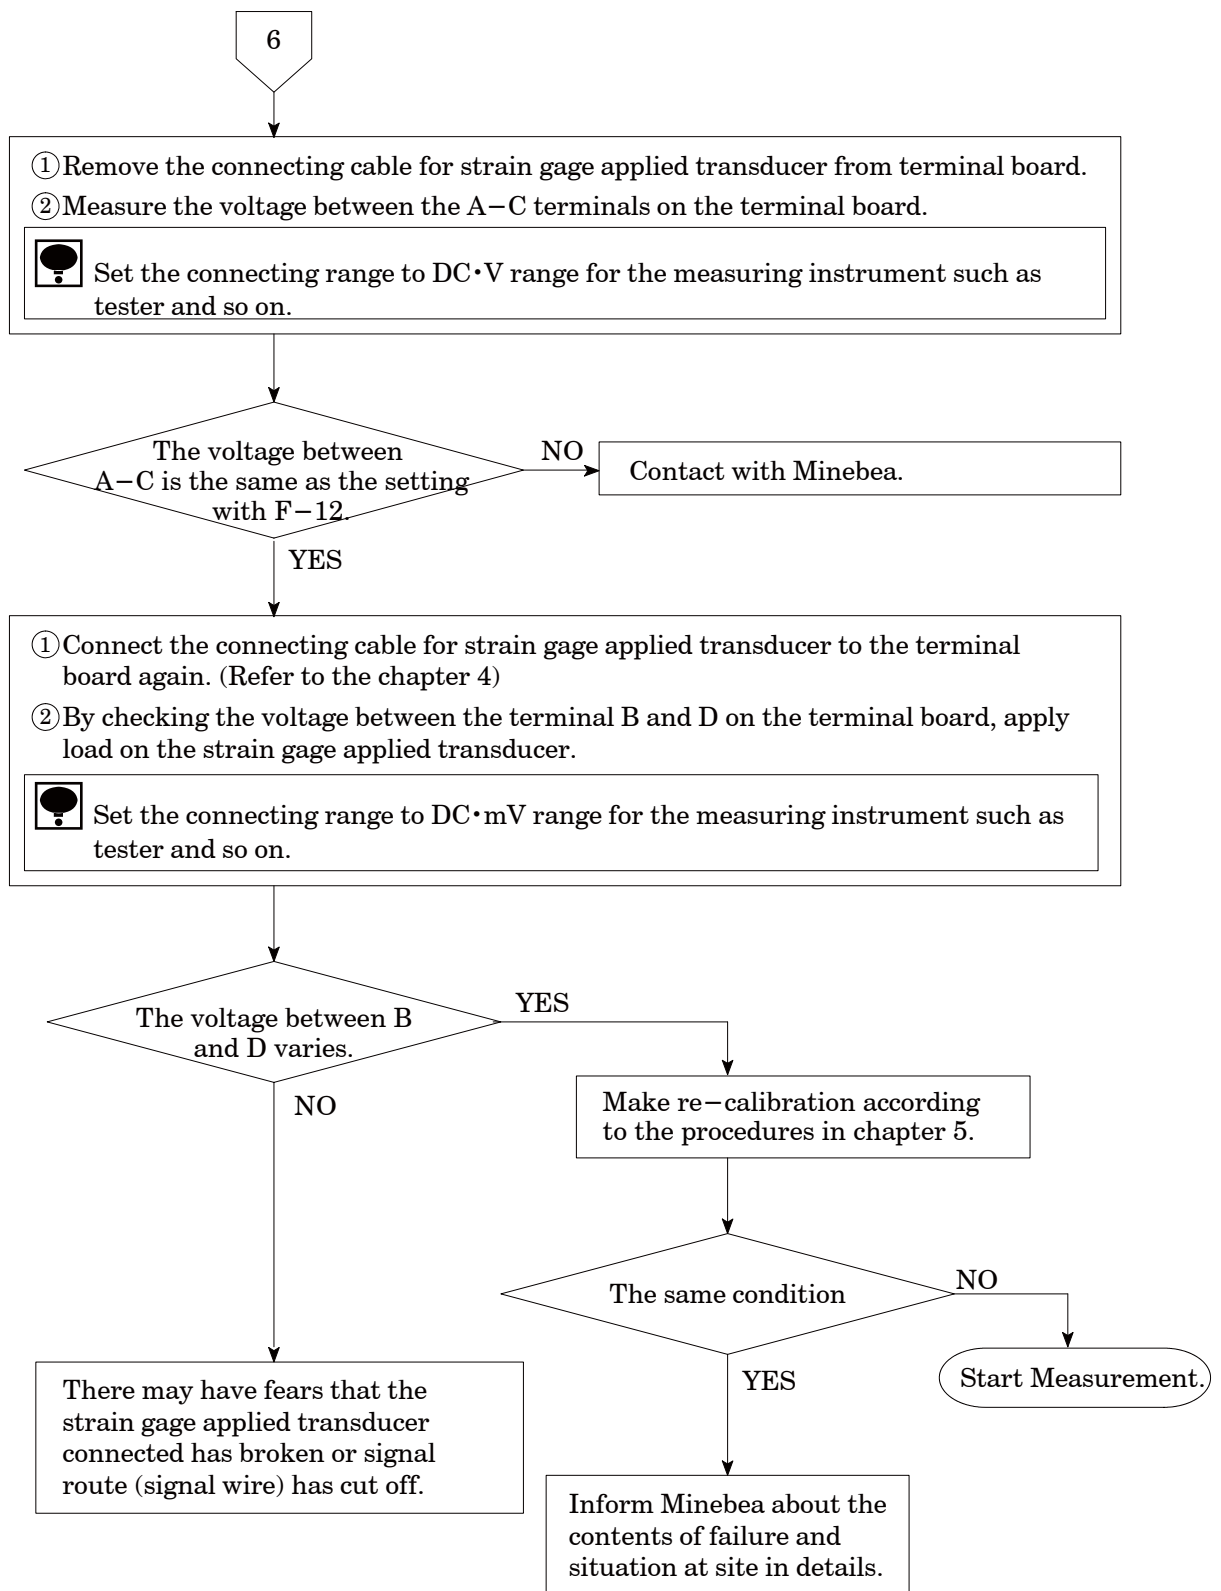 6
①Remove the connecting cable for strain gage applied transducer from terminal board.
②Measure the voltage between the A−C terminals on the terminal board.
Set the connecting range to DC・V range for the measuring instrument such as
tester and so on.
The voltage between
A−C is the same as the setting
with F−12.
NO
Contact with Minebea.
YES
①Connect the connecting cable for strain gage applied transducer to the terminal
board again. (Refer to the chapter 4)
②By checking the voltage between the terminal B and D on the terminal board, apply
load on the strain gage applied transducer.
Set the connecting range to DC・mV range for the measuring instrument such as
tester and so on.
The voltage between B
and D varies.
YES
NO
Make re−calibration according
to the procedures in chapter 5.
The same condition
NO
YES
Start Measurement.
There may have fears that the
strain gage applied transducer
connected has broken or signal
route (signal wire) has cut off.
Inform Minebea about the
contents of failure and
situation at site in details.